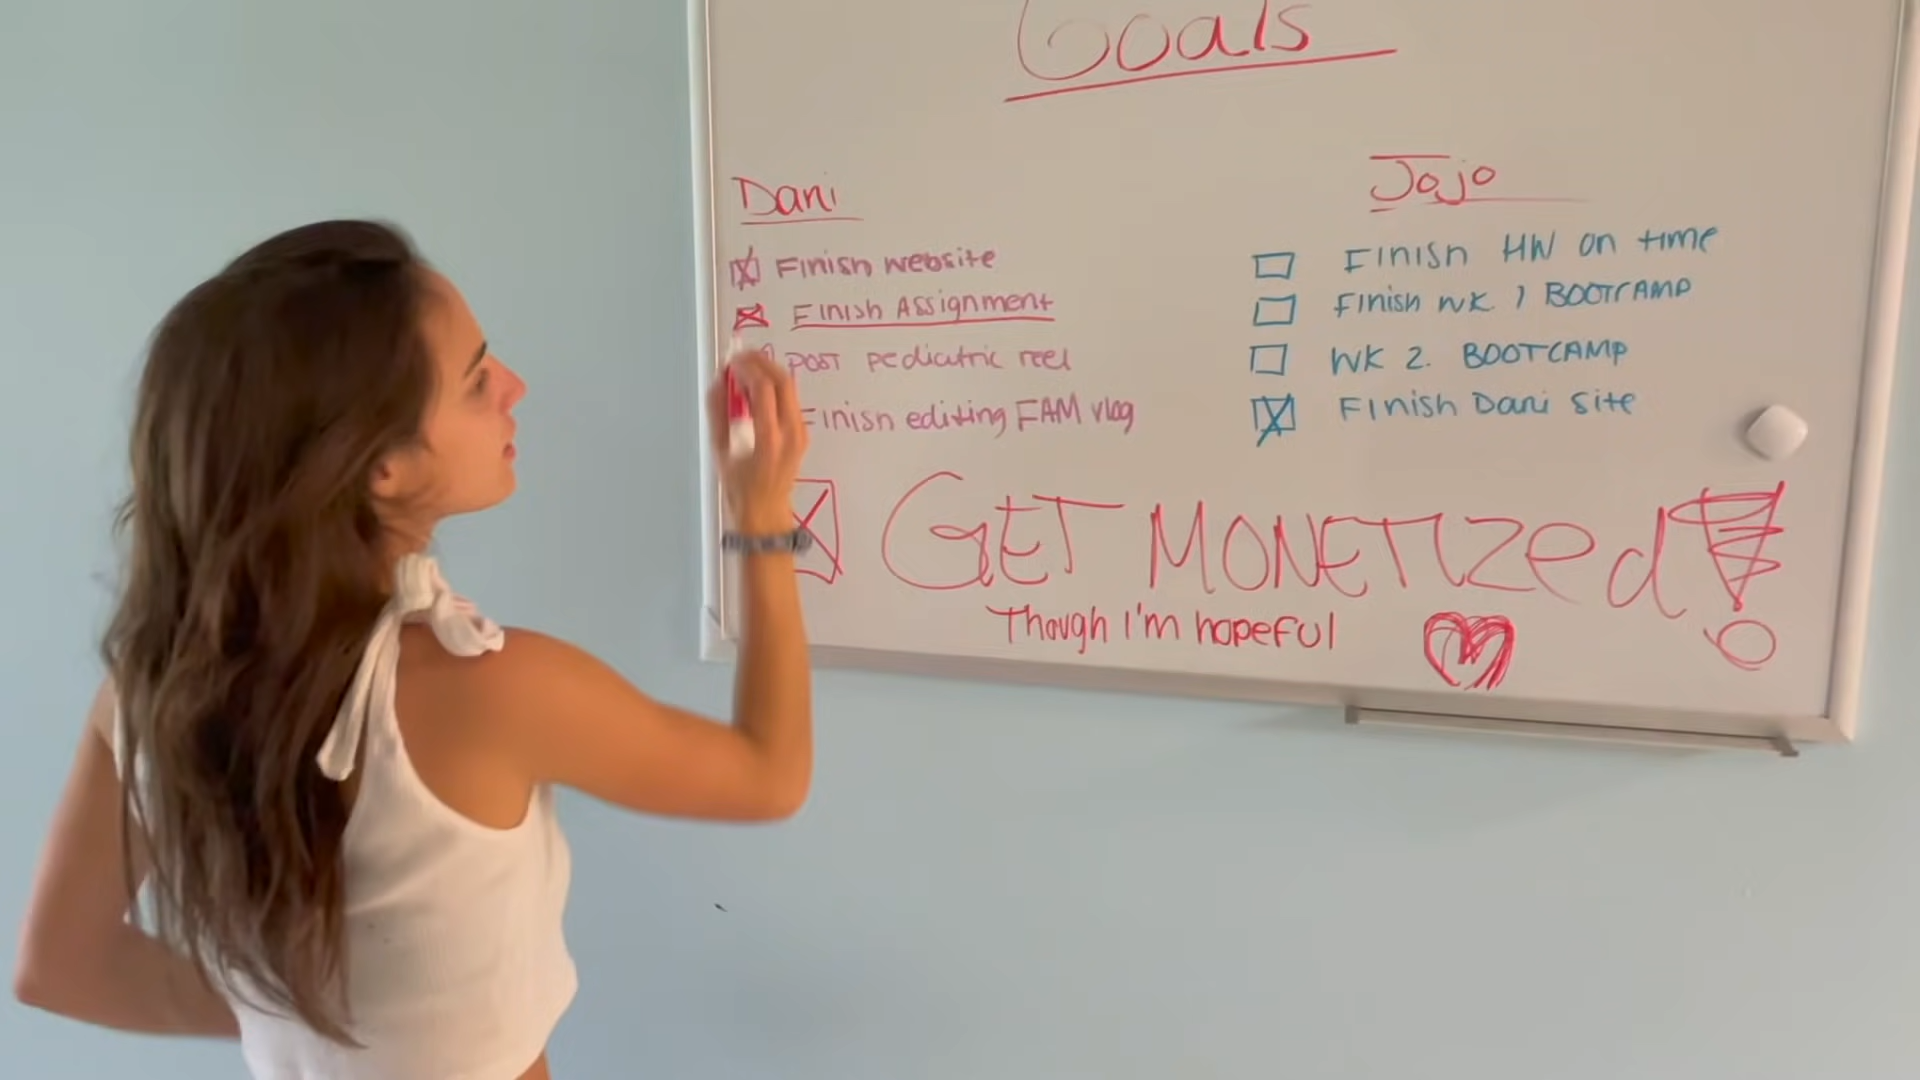 Goals
Dani
Finish website
Finish Assignment
POST pediatric reel
Finish editing FAM vlog
Jojo
Finish HW on time
Finish WK 1 BOOTCAMP
WK 2. BOOTCAMP
Finish Dani site
GET MONETIZed!
Though I'm hopeful